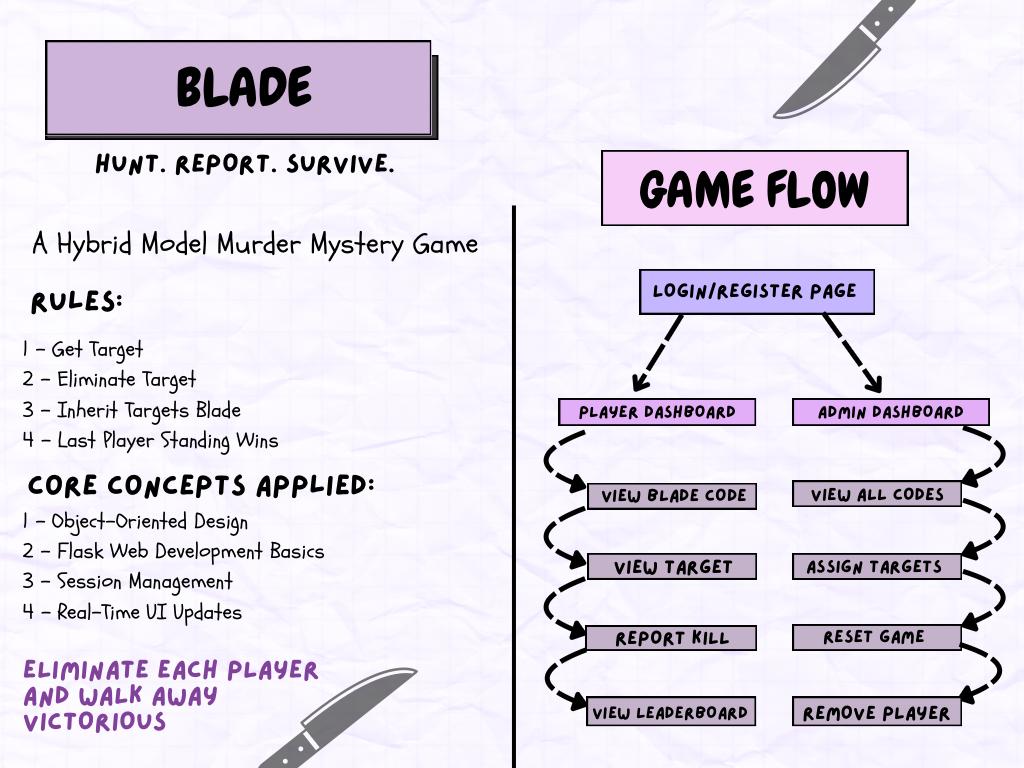 BLADE
HUNT. REPORT. SURVIVE.
A Hybrid Model Murder Mystery Game
RULES:
1 - Get Target
2 - Eliminate Target
3 - Inherit Targets Blade
4 - Last Player Standing Wins
CORE CONCEPTS APPLIED:
1 - Object-Oriented Design
2 - Flask Web Development Basics
3 - Session Management
4 - Real-Time UI Updates
ELIMINATE EACH PLAYER
AND WALK AWAY
VICTORIOUS
GAME FLOW
LOGIN/REGISTER PAGE
PLAYER DASHBOARD
VIEW BLADE CODE
VIEW TARGET
REPORT KILL
VIEW LEADERBOARD
ADMIN DASHBOARD
VIEW ALL CODES
ASSIGN TARGETS
RESET GAME
REMOVE PLAYER